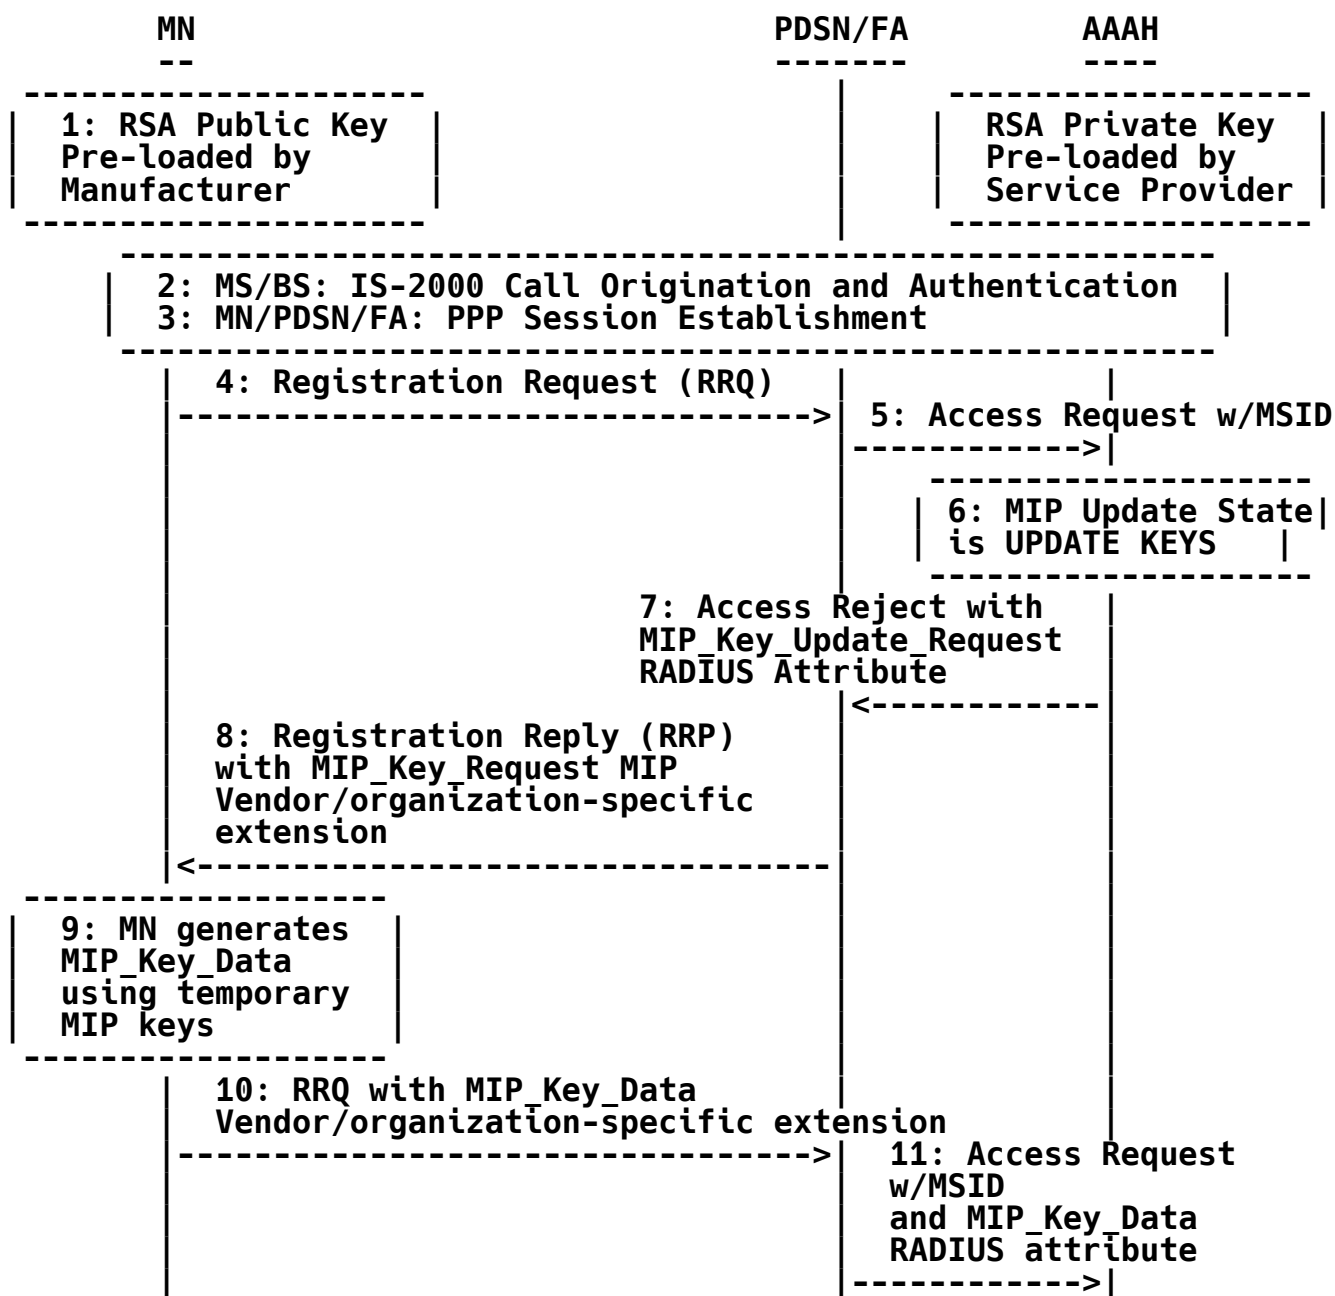 MN PDSN/FA AAAH
-- ------- ----
--------------------- | -------------------
| 1: RSA Public Key | | | RSA Private Key |
| Pre-loaded by | | | Pre-loaded by |
| Manufacturer | | | Service Provider |
--------------------- | -------------------
---------------------------------------------------------
| 2: MS/BS: IS-2000 Call Origination and Authentication |
| 3: MN/PDSN/FA: PPP Session Establishment |
---------------------------------------------------------
| 4: Registration Request (RRQ) | |
|--------------------------------->| 5: Access Request w/MSID
| |------------>|
| | --------------------
| | | 6: MIP Update State|
| | | is UPDATE KEYS |
| | --------------------
| 7: Access Reject with |
| MIP_Key_Update_Request |
| RADIUS Attribute |
| |<------------|
| 8: Registration Reply (RRP) | |
| with MIP_Key_Request MIP | |
| Vendor/organization-specific | |
| extension | |
|<---------------------------------| |
------------------- | |
| 9: MN generates | | |
| MIP_Key_Data | | |
| using temporary | | |
| MIP keys | | |
------------------- | |
| 10: RRQ with MIP_Key_Data | |
| Vendor/organization-specific extension |
|--------------------------------->| 11: Access Request
| | w/MSID
| | and MIP_Key_Data
| | RADIUS attribute
| |------------>|